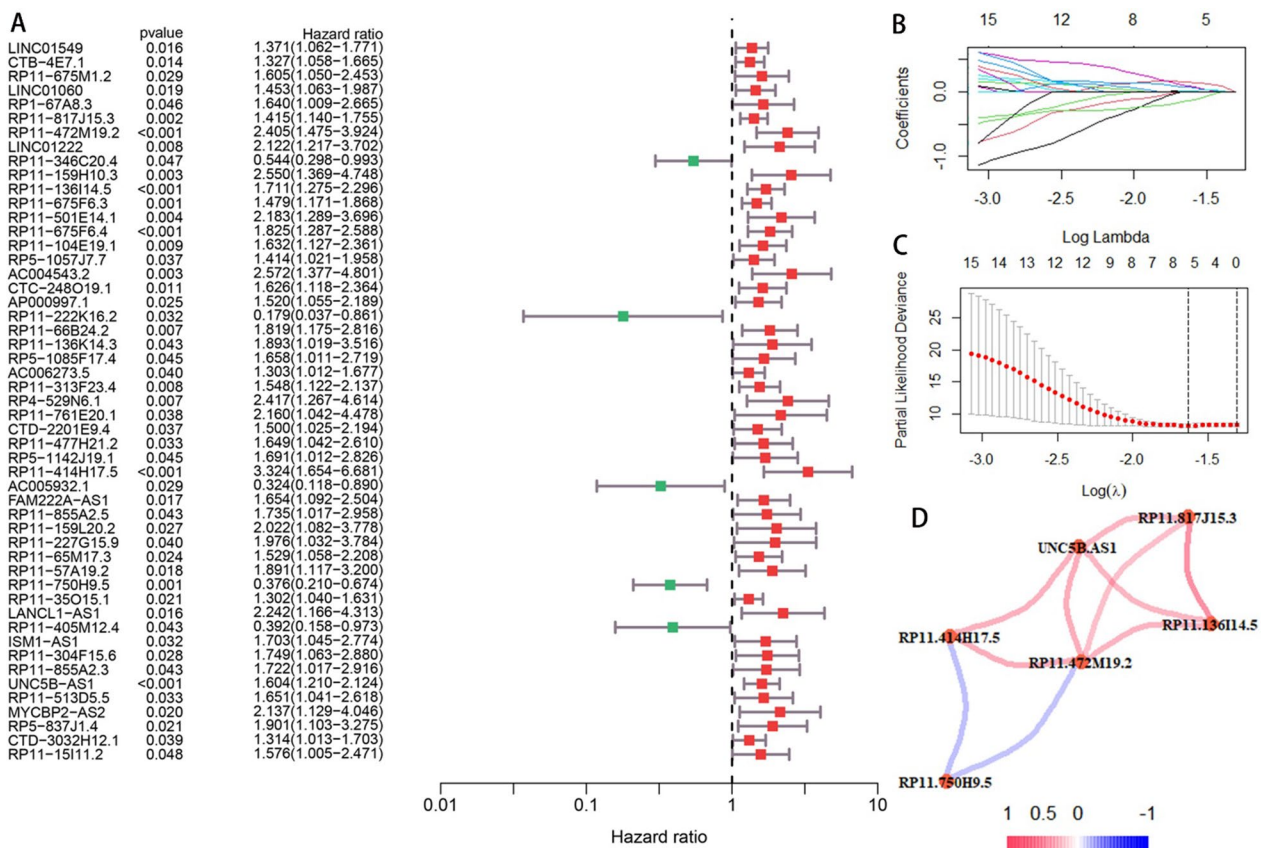 A
pvalue Hazard ratio
LINC01549 0.016 1.371(1.062−1.771)
CTB−4E7.1 0.014 1.327(1.058−1.665)
RP11−675M1.2 0.029 1.605(1.050−2.453)
LINC01060 0.019 1.453(1.063−1.987)
RP1−67A8.3 0.046 1.640(1.009−2.665)
RP11−817J15.3 0.002 1.415(1.140−1.755)
RP11−472M19.2 <0.001 2.405(1.475−3.924)
LINC01222 0.008 2.122(1.217−3.702)
RP11−346C20.4 0.047 0.544(0.298−0.993)
RP11−159H10.3 0.003 2.550(1.369−4.748)
RP11−136I14.5 <0.001 1.711(1.275−2.296)
RP11−675F6.3 0.001 1.479(1.171−1.868)
RP11−501E14.1 0.004 2.183(1.289−3.696)
RP11−675F6.4 <0.001 1.825(1.287−2.588)
RP11−104E19.1 0.009 1.632(1.127−2.361)
RP5−1057J7.7 0.037 1.414(1.021−1.958)
AC004543.2 0.003 2.572(1.377−4.801)
CTC−248O19.1 0.011 1.626(1.118−2.364)
AP000997.1 0.025 1.520(1.055−2.189)
RP11−222K16.2 0.032 0.179(0.037−0.861)
RP11−66B24.2 0.007 1.819(1.175−2.816)
RP11−136K14.3 0.043 1.893(1.019−3.516)
RP5−1085F17.4 0.045 1.658(1.011−2.719)
AC006273.5 0.040 1.303(1.012−1.677)
RP11−313F23.4 0.008 1.548(1.122−2.137)
RP4−529N6.1 0.007 2.417(1.267−4.614)
RP11−761E20.1 0.038 2.160(1.042−4.478)
CTD−2201E9.4 0.037 1.500(1.025−2.194)
RP11−477H21.2 0.033 1.649(1.042−2.610)
RP5−1142J19.1 0.045 1.691(1.012−2.826)
RP11−414H17.5 <0.001 3.324(1.654−6.681)
AC005932.1 0.029 0.324(0.118−0.890)
FAM222A−AS1 0.017 1.654(1.092−2.504)
RP11−855A2.5 0.043 1.735(1.017−2.958)
RP11−159L20.2 0.027 2.022(1.082−3.778)
RP11−227G15.9 0.040 1.976(1.032−3.784)
RP11−65M17.3 0.024 1.529(1.058−2.208)
RP11−57A19.2 0.018 1.891(1.117−3.200)
RP11−750H9.5 0.001 0.376(0.210−0.674)
RP11−35O15.1 0.021 1.302(1.040−1.631)
LANCL1−AS1 0.016 2.242(1.166−4.313)
RP11−405M12.4 0.043 0.392(0.158−0.973)
ISM1−AS1 0.032 1.703(1.045−2.774)
RP11−304F15.6 0.028 1.749(1.063−2.880)
RP11−855A2.3 0.043 1.722(1.017−2.916)
UNC5B−AS1 <0.001 1.604(1.210−2.124)
RP11−513D5.5 0.033 1.651(1.041−2.618)
MYCBP2−AS2 0.020 2.137(1.129−4.046)
RP5−837J1.4 0.021 1.901(1.103−3.275)
CTD−3032H12.1 0.039 1.314(1.013−1.703)
RP11−15I11.2 0.048 1.576(1.005−2.471)
0.01 0.1 1 10
Hazard ratio
B
15 12 8 5
Coefficients
0.0
-1.0
-3.0 -2.5 -2.0 -1.5
Log Lambda
C
15 14 13 12 12 9 8 7 8 5 4 0
Partial Likelihood Deviance
25
20
15
10
-3.0 -2.5 -2.0 -1.5
Log(λ)
D
RP11.817J15.3
UNC5B.AS1
RP11.136I14.5
RP11.414H17.5
RP11.472M19.2
RP11.750H9.5
1 0.5 0 -1